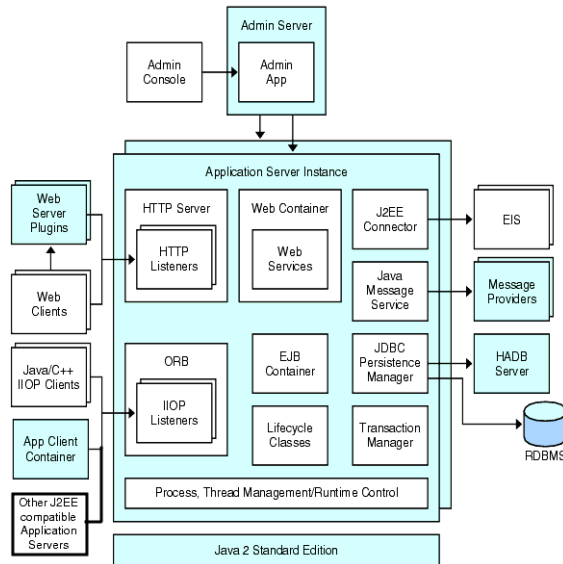 Admin Server
Admin
Console
Admin
App
Application Server Instance
Web
Server
Plugins
HTTP Server
HTTP
Listeners
Web Container
Web
Services
J2EE
Connector
EIS
Web
Clients
Java
Message
Service
Message
Providers
Java/C++
IIOP Clients
ORB
IIOP
Listeners
EJB
Container
JDBC
Persistence
Manager
HADB
Server
App Client
Container
Lifecycle
Classes
Transaction
Manager
RDBMS
Other J2EE
compatible
Application
Servers
Process, Thread Management/Runtime Control
Java 2 Standard Edition